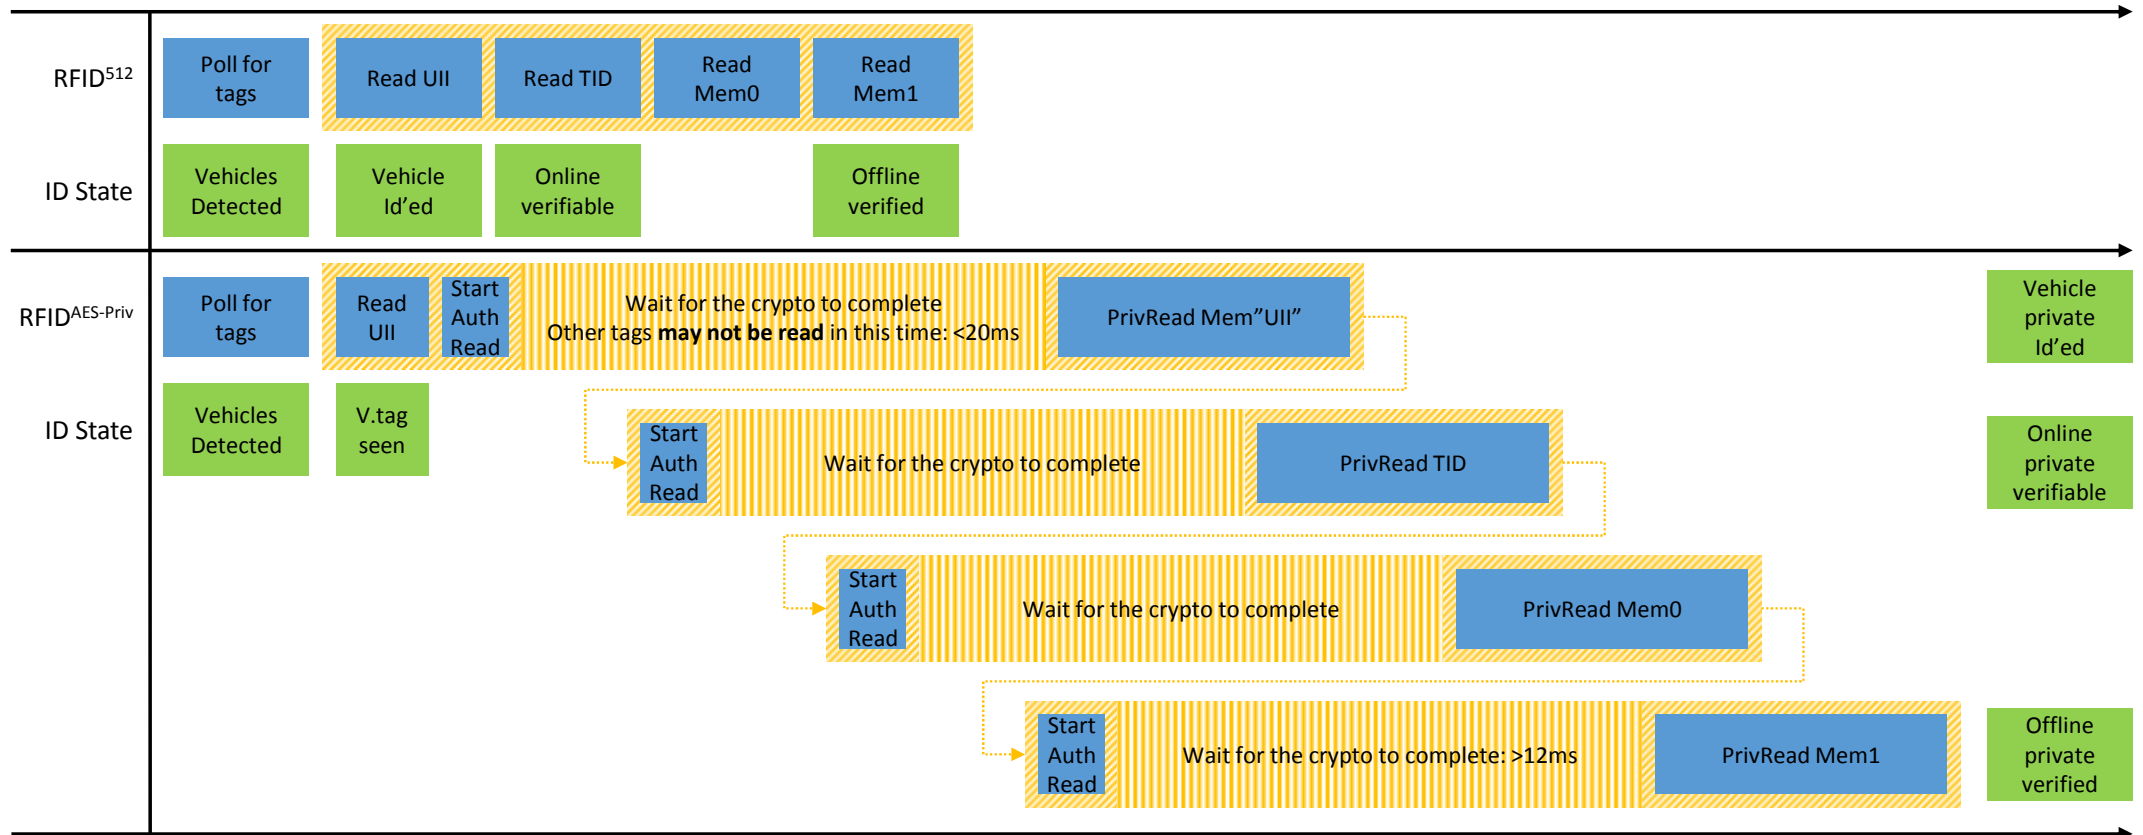 RFID512
Poll for
tags
Read UII
Read TID
Read
Mem0
Read
Mem1
ID State
Vehicles
Detected
Vehicle
Id’ed
Online
verifiable
Offline
verified
RFIDAES-Priv
Poll for
tags
Read
UII
Start
Auth
Read
Wait for the crypto to complete
Other tags may not be read in this time: <20ms
PrivRead Mem”UII”
Vehicle
private
Id’ed
ID State
Vehicles
Detected
V.tag
seen
Start
Auth
Read
Wait for the crypto to complete
PrivRead TID
Online
private
verifiable
Start
Auth
Read
Wait for the crypto to complete
PrivRead Mem0
Start
Auth
Read
Wait for the crypto to complete: >12ms
PrivRead Mem1
Offline
private
verified